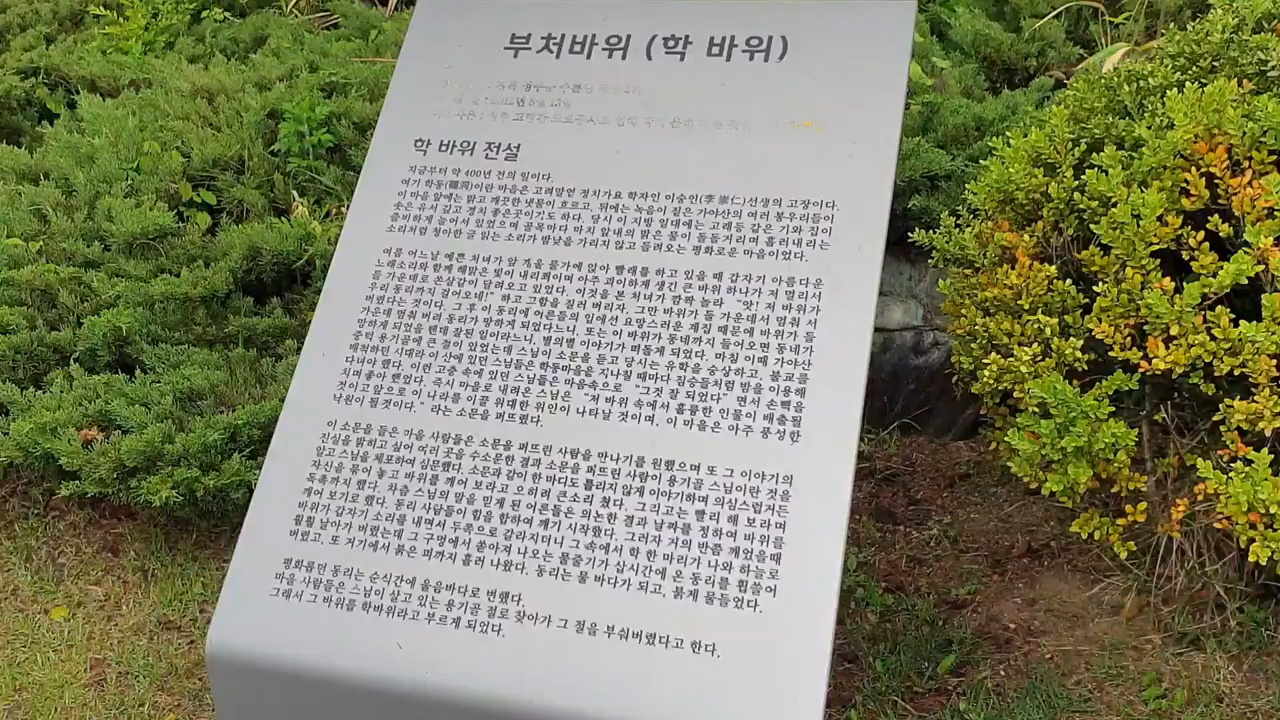 부처바위 (학 바위)
2012년 5월 13일
학 바위 전설
지금부터 약 400년 전의 일이다.
여기 학동(鶴洞)이란 마을은 고려말엽 정치가요 학자인 이숭인(李崇仁)선생의 고장이다.
이 마을 앞에는 맑고 깨끗한 냇물이 흐르고, 뒤에는 녹음이 짙은 가야산의 여러 봉우리들이
솟은 유서 깊고 경치 좋은곳이기도 하다. 당시 이 지방 일대에는 고래등 같은 기와 집이
즐비하게 늘어서 있었으며 골목마다 마치 앞내의 맑은 물이 돌돌거리며 흘러내리는
소리처럼 청아한 글 읽는 소리가 밤낮을 가리지 않고 들려오는 평화로운 마을이었다.
여름 어느날 예쁜 처녀가 앞 개울 물가에 앉아 빨래를 하고 있을 때 갑자기 아름다운
노래소리와 함께 해맑은 빛이 내리쬐이며 아주 괴이하게 생긴 큰 바위 하나가 저 멀리서
들 가운데로 쏜살같이 달려오고 있었다. 이것을 본 처녀가 깜짝 놀라 “앗! 저 바위가
우리 동리까지 걸어오네!” 하고 고함을 질러 버리자, 그만 바위가 들 가운데서 멈춰 서
버렸다는 것이다. 그 후 이 동리에 어른들의 입에선 요망스러운 계집 때문에 바위가 들
가운데 멈춰 버려 동리가 망하게 되었다느니, 또는 이 바위가 동네까지 들어오면 동네가
망하게 되었을 텐데 잘된 일이라느니, 별의별 이야기가 떠돌게 되었다. 마침 이때 가야산
중턱 용기골에 큰 절이 있었는데 스님이 소문을 듣고 당시는 유학을 숭상하고, 불교를
배척하던 시대라 이 산에 있던 스님들은 학동마을을 지나칠 때마다 짐승들처럼 밤을 이용해
다녀야 했다. 이런 고충 속에 있던 스님들은 마음속으로 “그것 잘 되었다” 면서 손뼉을
치며 좋아 했었다. 즉시 마을로 내려온 스님은 “저 바위 속에서 훌륭한 인물이 배출될
것이고 앞으로 이 나라를 이끌 위대한 위인이 나타날 것이며, 이 마을은 아주 풍성한
낙원이 될 것이다.” 라는 소문을 퍼뜨렸다.
이 소문을 들은 마을 사람들은 소문을 퍼뜨린 사람을 만나기를 원했으며 또 그 이야기의
진실을 밝히고 싶어 여러 곳을 수소문한 결과 소문을 퍼뜨린 사람이 용기골 스님이란 것을
알고 스님을 체포하여 심문했다. 소문과 같이 한 마디도 틀리지 않게 이야기하며 의심스럽거든
자신을 묶어 놓고 바위를 깨어 보라고 으히려 큰소리 쳤다. 그리고는 빨리 해 보라며
독촉까지 했다. 차츰 스님의 말을 믿게 된 어른들은 의논한 결과 날짜를 정하여 바위를
깨어 보기로 했다. 동리 사람들이 힘을 합하여 깨기 시작했다. 그러자 거의 반쯤 깨었을때
바위가 갑자기 소리를 내면서 두쪽으로 갈라지더니 그 속에서 학 한 마리가 나와 하늘로
훨훨 날아가 버렸는데 그 구멍에서 쏟아져 나오는 물줄기가 삽시간에 온 동리를 휩쓸어
버렸고, 또 저기에서 붉은 피까지 흘러 나왔다. 동리는 물 바다가 되고, 붉게 물들었다.
평화롭던 동리는 순식간에 울음바다로 변했다.
마을 사람들은 스님이 살고 있는 용기골 절로 찾아가 그 절을 부숴버렸다고 한다.
그래서 그 바위를 학바위라고 부르게 되었다.